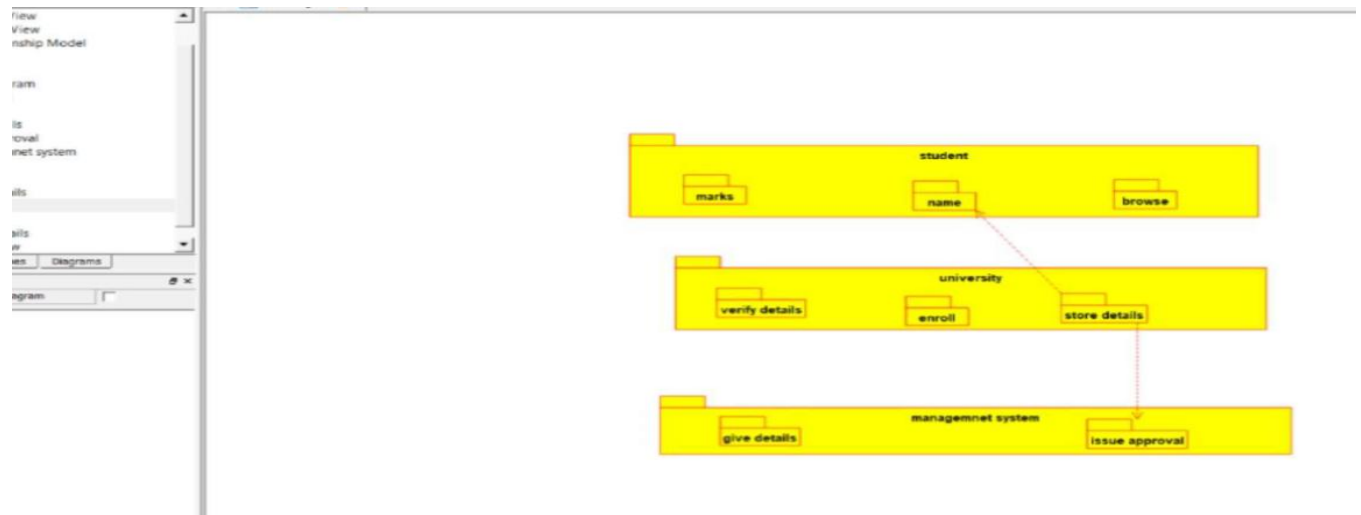 View
View
nship Model
ram
ls
roval
net system
ails
ails
w
es Diagrams
agram
student
marks name browse
university
verify details enroll store details
managemnet system
give details issue approval